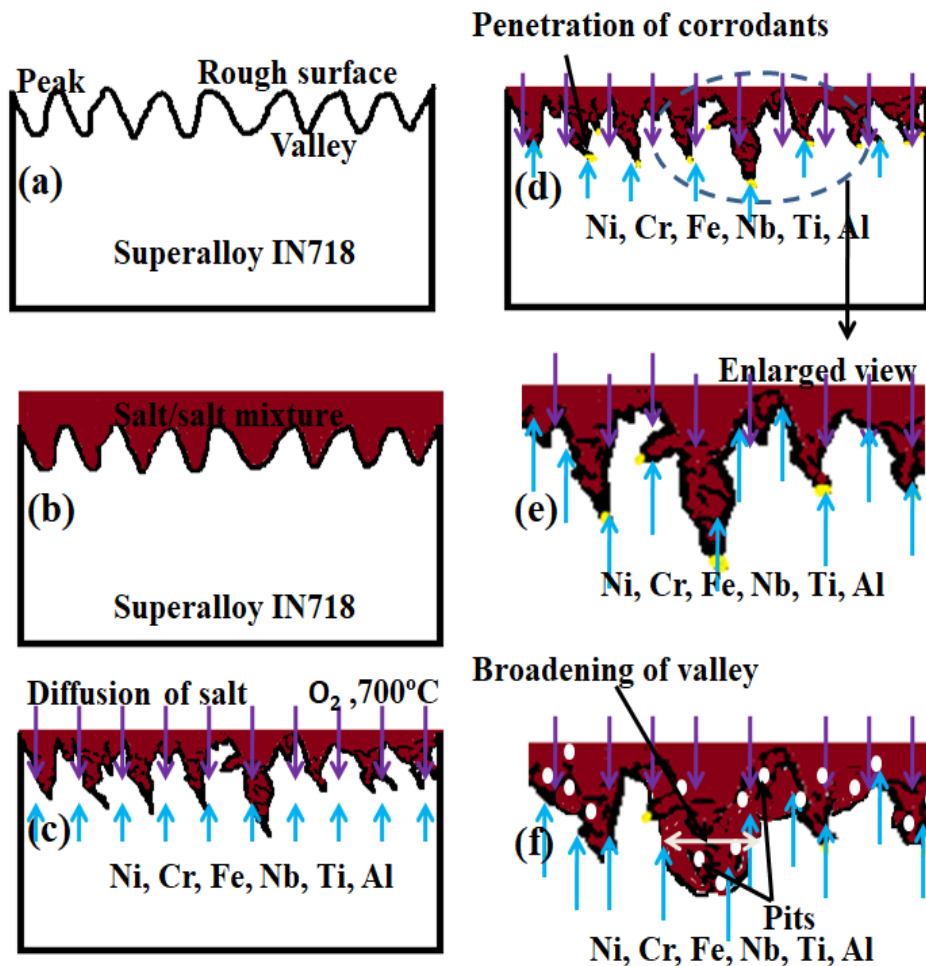 Peak
Rough surface
Valley
(a)
Superalloy IN718
Salt/salt mixture
(b)
Superalloy IN718
Diffusion of salt
O₂ ,700ºC
(c)
Ni, Cr, Fe, Nb, Ti, Al
Penetration of corrodants
(d)
Ni, Cr, Fe, Nb, Ti, Al
Enlarged view
(e)
Ni, Cr, Fe, Nb, Ti, Al
Broadening of valley
(f)
Pits
Ni, Cr, Fe, Nb, Ti, Al